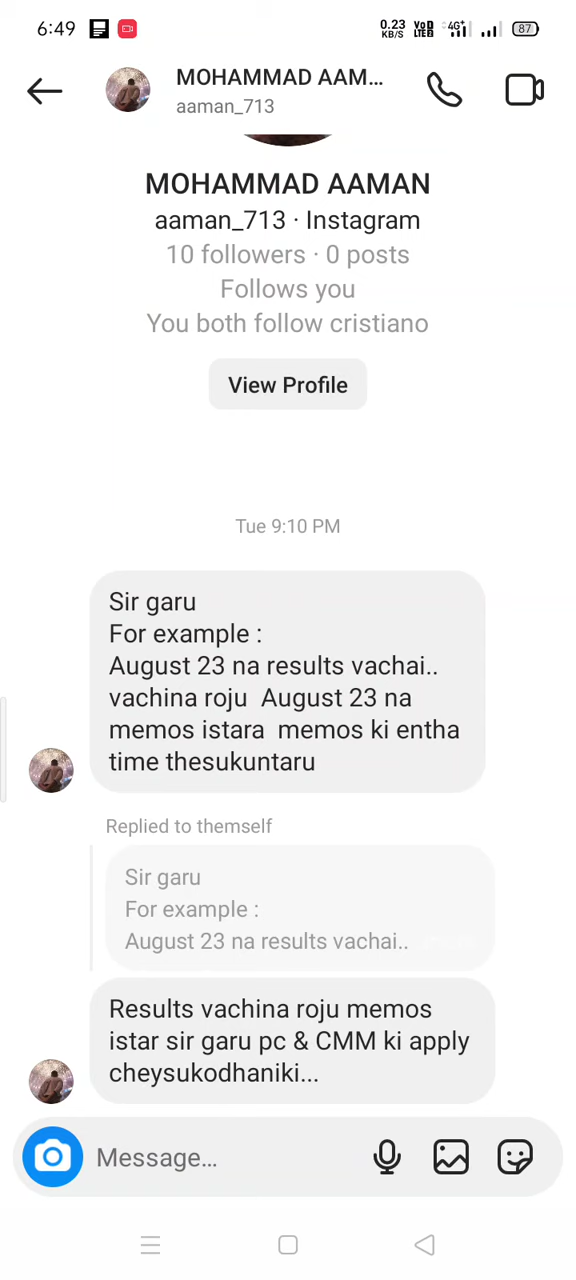 6:49
0.23
KB/S
VoD
LTE2
4G+
87
MOHAMMAD AAM...
aaman_713
MOHAMMAD AAMAN
aaman_713 · Instagram
10 followers · 0 posts
Follows you
You both follow cristiano
View Profile
Tue 9:10 PM
Sir garu
For example :
August 23 na results vachai..
vachina roju  August 23 na
memos istara  memos ki entha
time thesukuntaru
Replied to themself
Sir garu
For example :
August 23 na results vachai..
Results vachina roju memos
istar sir garu pc & CMM ki apply
cheysukodhaniki...
Message...